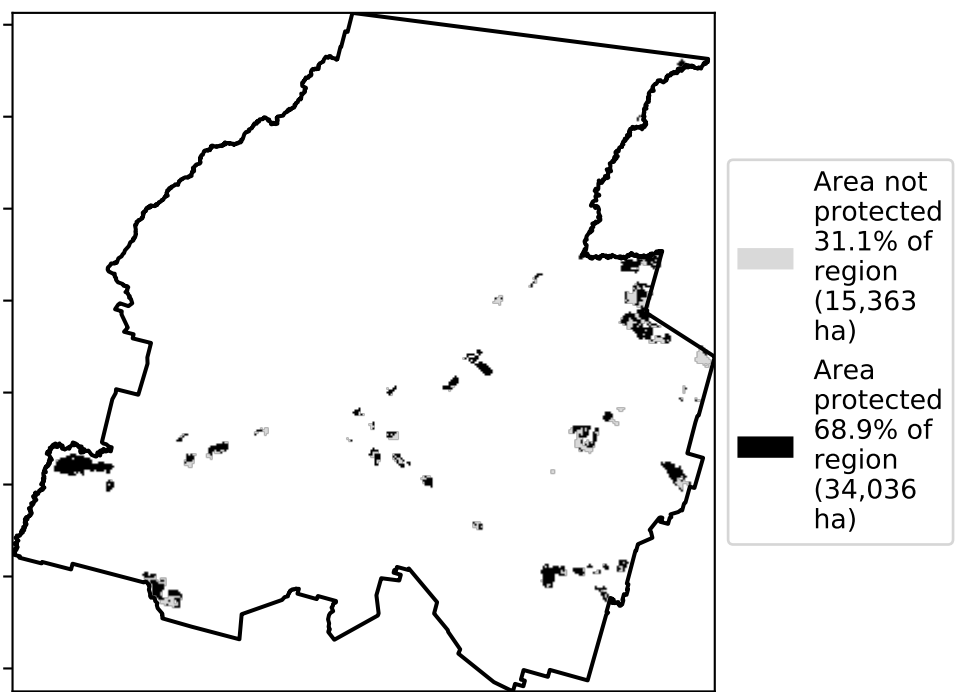 Area not
protected
31.1% of
region
(15,363
ha)
Area
protected
68.9% of
region
(34,036
ha)